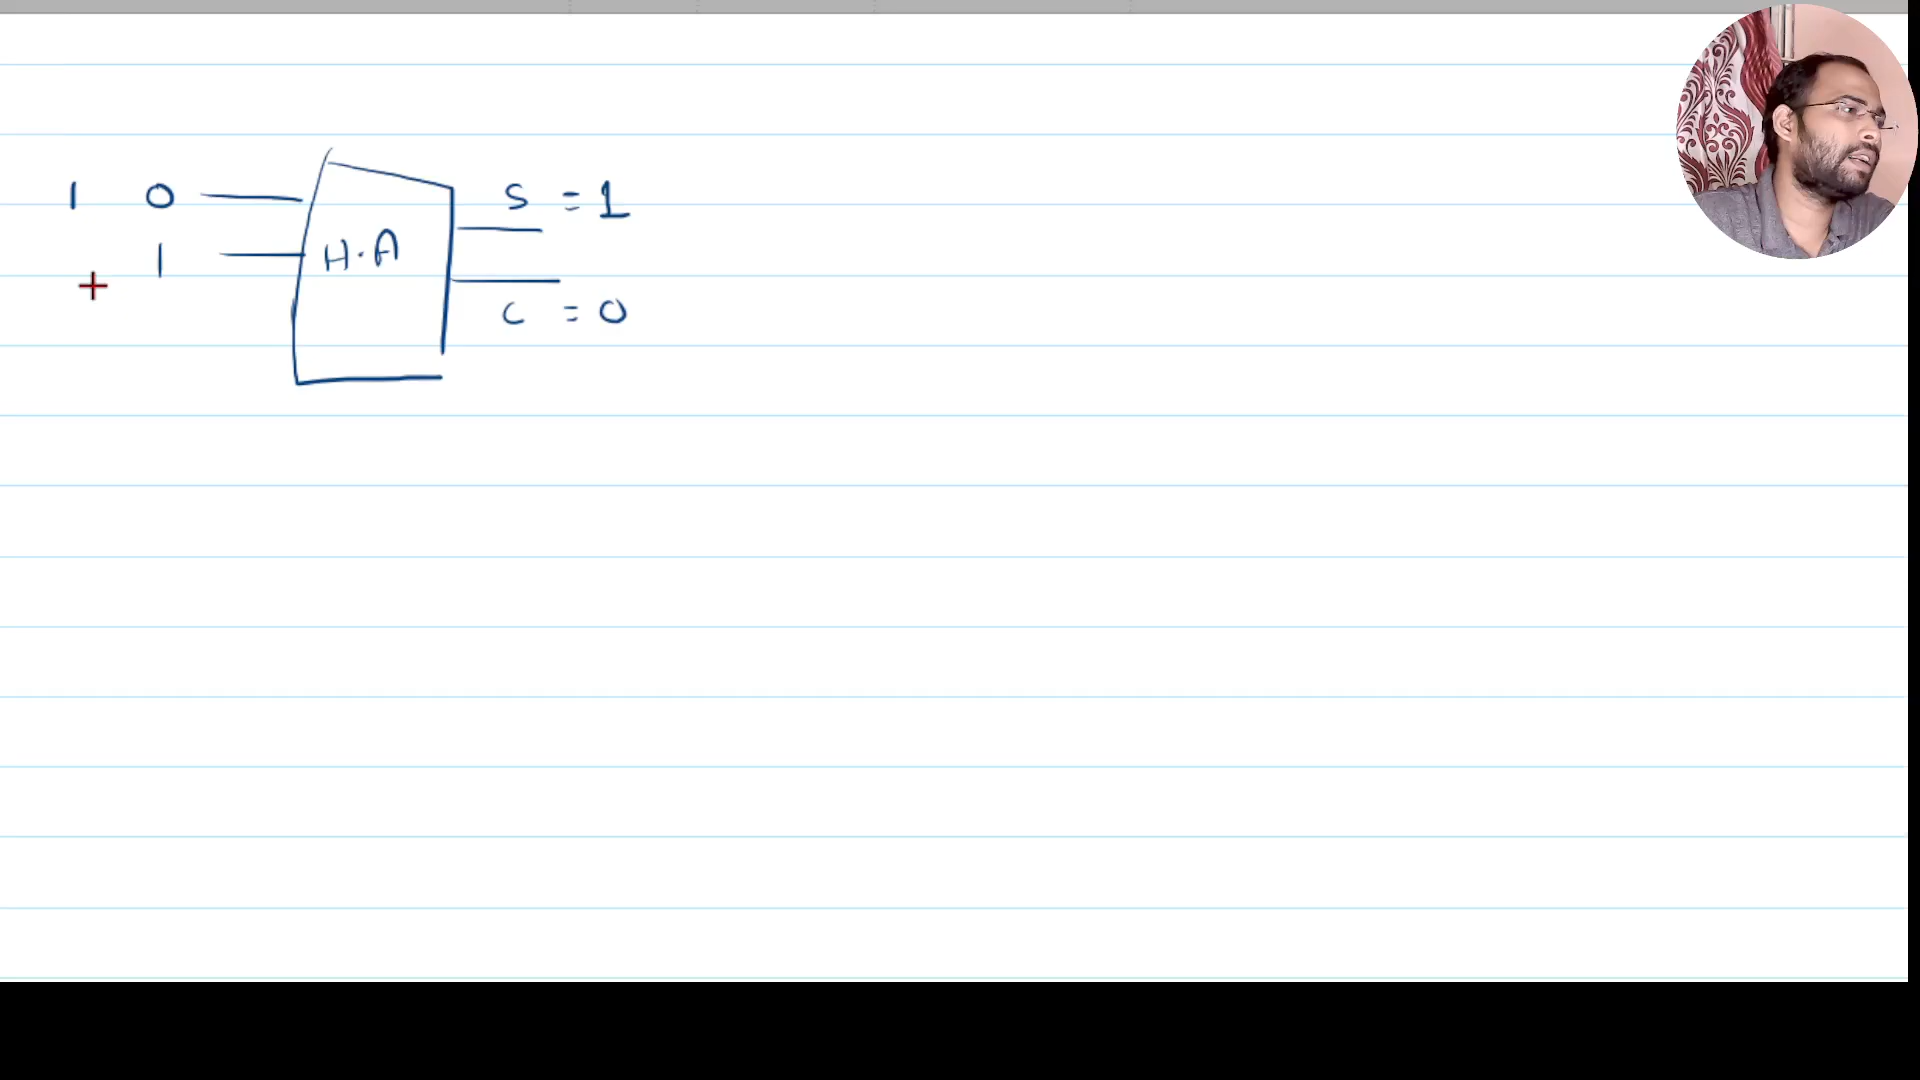 1 0 S = 1
1 H.A
C = 0